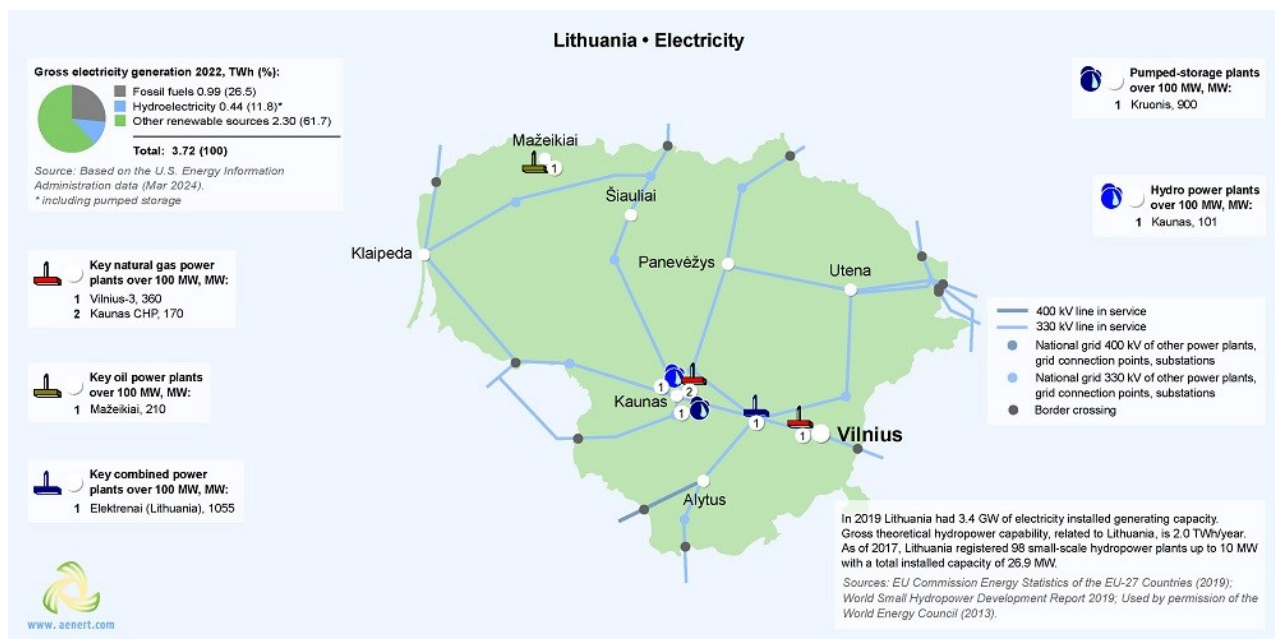 Lithuania • Electricity
Gross electricity generation 2022, TWh (%):
Fossil fuels 0.99 (26.5)
Hydroelectricity 0.44 (11.8)*
Other renewable sources 2.30 (61.7)
Total: 3.72 (100)
Source: Based on the U.S. Energy Information
Administration data (Mar 2024).
* including pumped storage
Key natural gas power
plants over 100 MW, MW:
1 Vilnius-3, 360
2 Kaunas CHP, 170
Key oil power plants
over 100 MW, MW:
1 Mažeikiai, 210
Key combined power
plants over 100 MW, MW:
1 Elektrenai (Lithuania), 1055
www.aenert.com
Mažeikiai
1
Šiauliai
Klaipeda
Panevėžys
Utena
1
2
Kaunas
1
1
1
Vilnius
Alytus
Pumped-storage plants
over 100 MW, MW:
1 Kruonis, 900
Hydro power plants
over 100 MW, MW:
1 Kaunas, 101
400 kV line in service
330 kV line in service
National grid 400 kV of other power plants,
grid connection points, substations
National grid 330 kV of other power plants,
grid connection points, substations
Border crossing
In 2019 Lithuania had 3.4 GW of electricity installed generating capacity.
Gross theoretical hydropower capability, related to Lithuania, is 2.0 TWh/year.
As of 2017, Lithuania registered 98 small-scale hydropower plants up to 10 MW
with a total installed capacity of 26.9 MW.
Sources: EU Commission Energy Statistics of the EU-27 Countries (2019);
World Small Hydropower Development Report 2019; Used by permission of the
World Energy Council (2013).